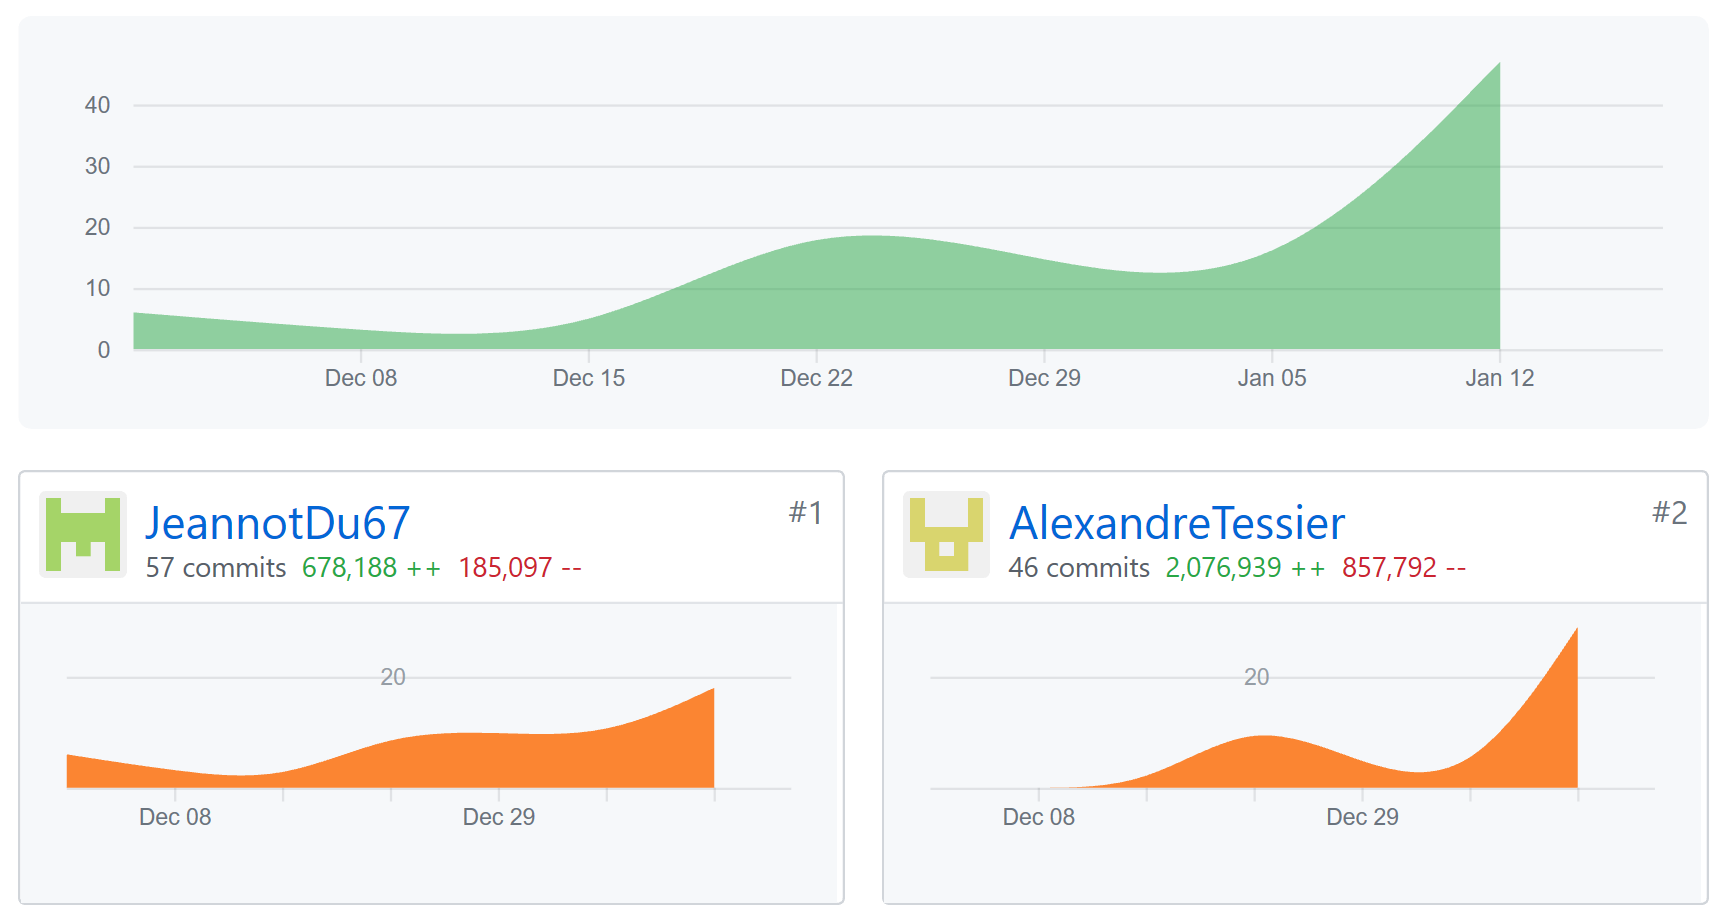 40
30
20
10
0
Dec 08 Dec 15 Dec 22 Dec 29 Jan 05 Jan 12
JeannotDu67 #1
57 commits 678,188 ++ 185,097 --
20
Dec 08 Dec 29
AlexandreTessier #2
46 commits 2,076,939 ++ 857,792 --
20
Dec 08 Dec 29